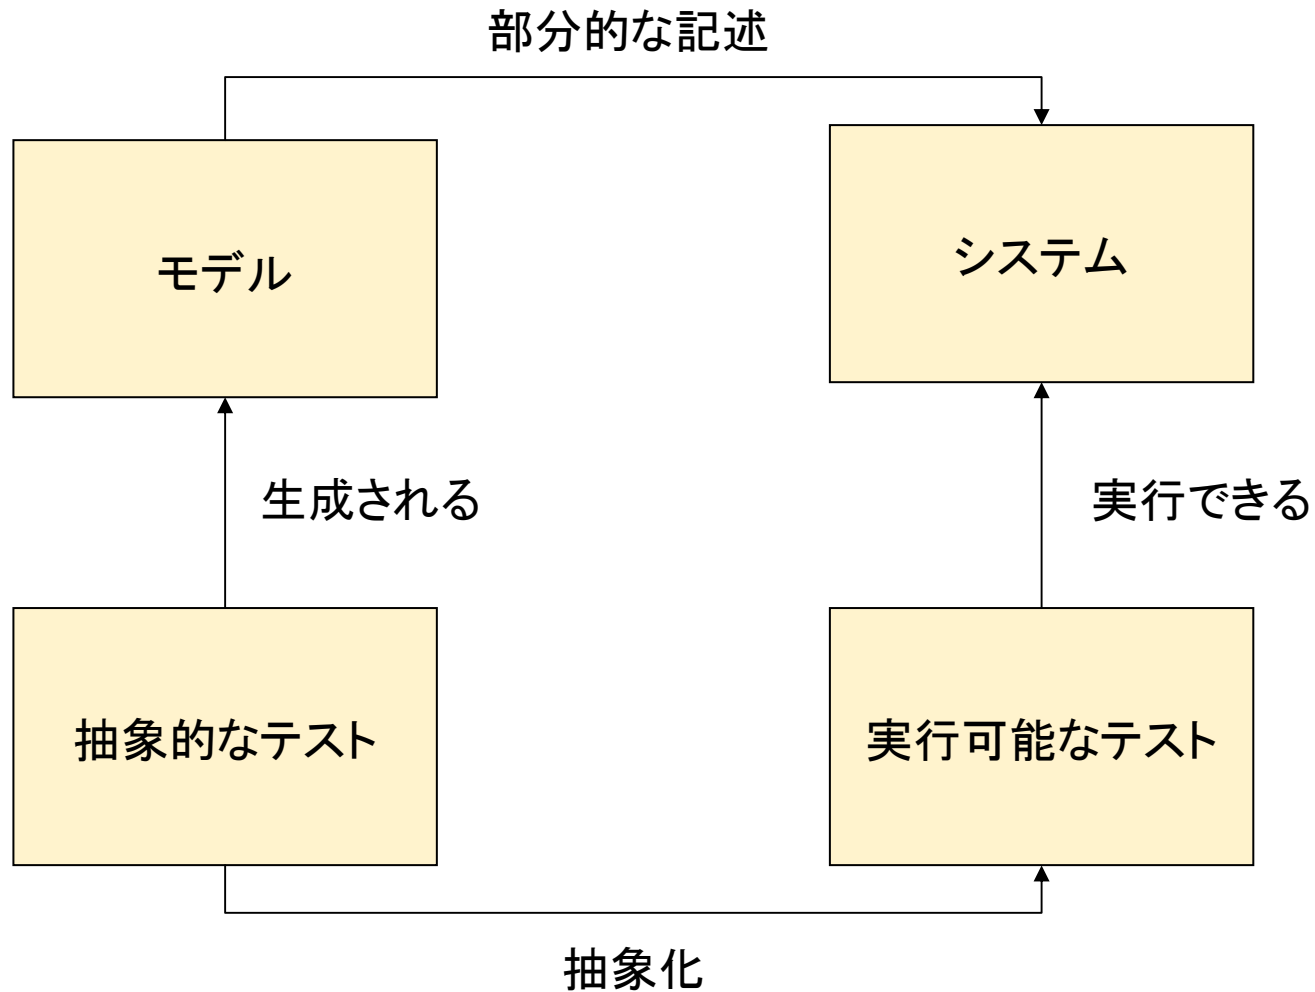 部分的な記述
モデル
システム
生成される
実行できる
抽象的なテスト
実行可能なテスト
抽象化